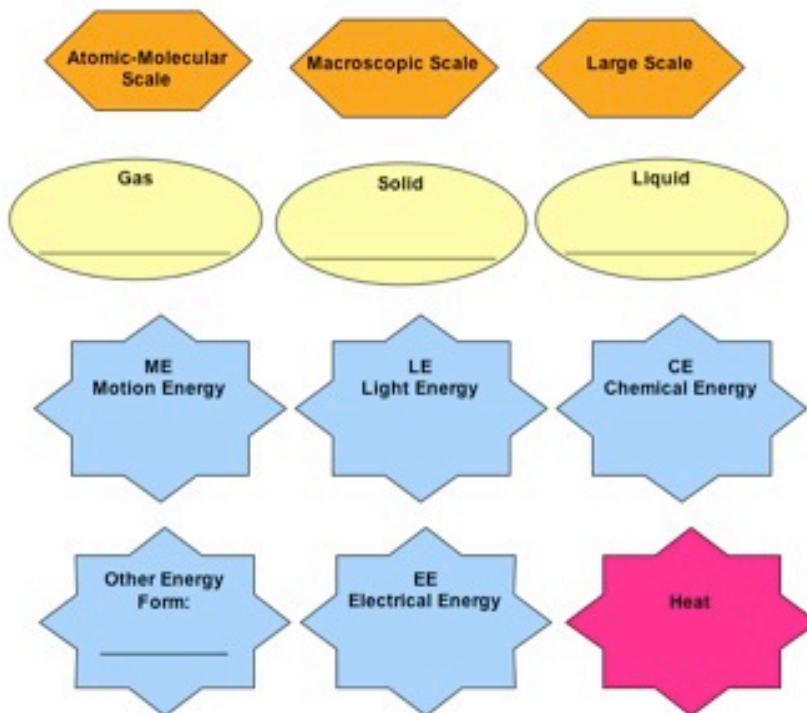 Atomic-Molecular
Scale
Macroscopic Scale
Large Scale
Gas
Solid
Liquid
ME
Motion Energy
LE
Light Energy
CE
Chemical Energy
Other Energy
Form:
EE
Electrical Energy
Heat